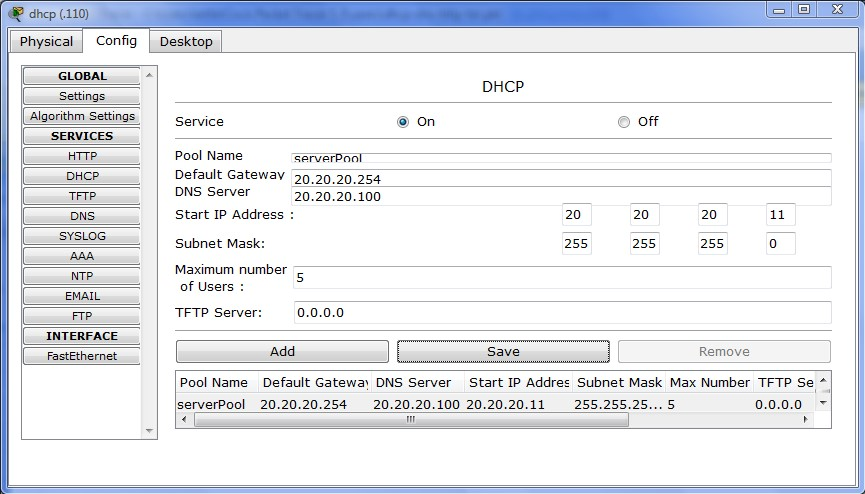 dhcp (.110)
Physical Config Desktop
GLOBAL
Settings
Algorithm Settings
SERVICES
HTTP
DHCP
TFTP
DNS
SYSLOG
AAA
NTP
EMAIL
FTP
INTERFACE
FastEthernet
DHCP
Service On Off
Pool Name serverPool
Default Gateway 20.20.20.254
DNS Server 20.20.20.100
Start IP Address : 20 20 20 11
Subnet Mask: 255 255 255 0
Maximum number
of Users : 5
TFTP Server: 0.0.0.0
Add Save Remove
Pool Name Default Gateway DNS Server Start IP Addres Subnet Mask Max Number TFTP Se
serverPool 20.20.20.254 20.20.20.100 20.20.20.11 255.255.25... 5 0.0.0.0